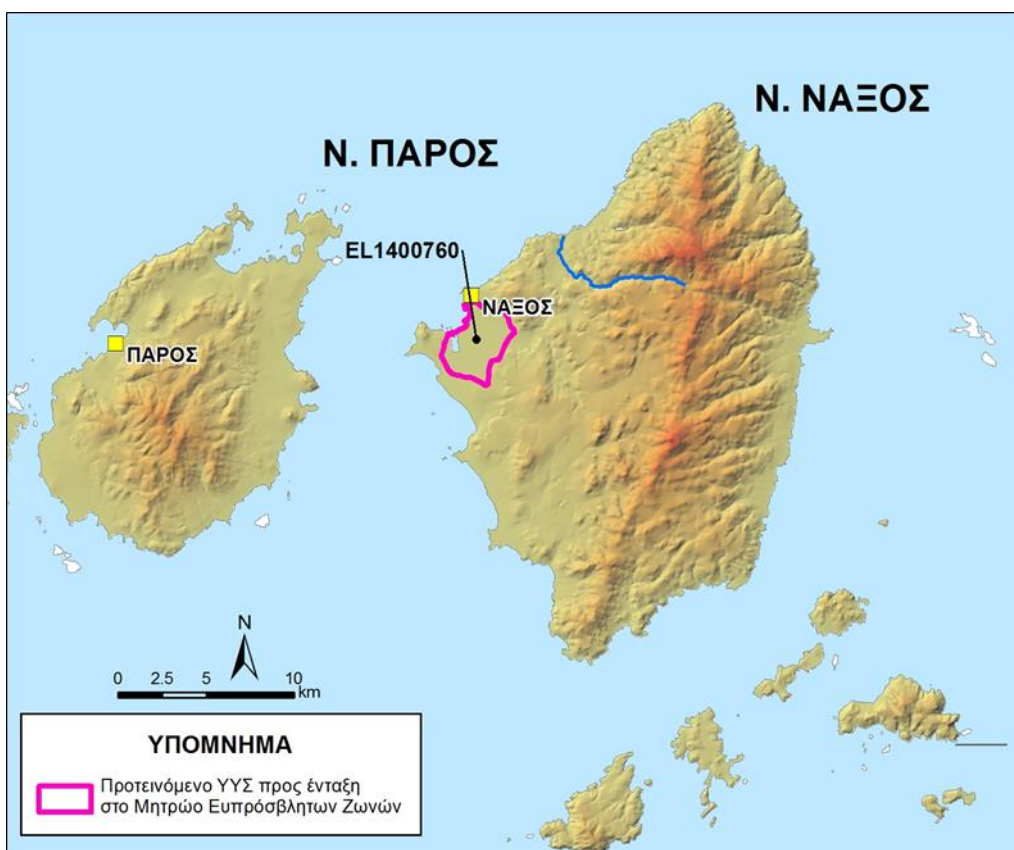 Ν. ΝΑΞΟΣ
Ν. ΠΑΡΟΣ
EL1400760
ΝΑΞΟΣ
ΠΑΡΟΣ
N
0 2.5 5 10
km
ΥΠΟΜΝΗΜΑ
Προτεινόμενο ΥΥΣ προς ένταξη
στο Μητρώο Ευπρόσβλητων Ζωνών